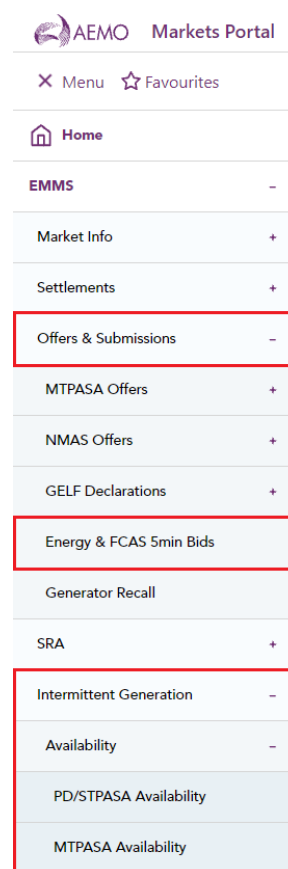 AEMO Markets Portal
× Menu Favourites
Home
EMMS -
Market Info +
Settlements +
Offers & Submissions -
MTPASA Offers +
NMAS Offers +
GELF Declarations +
Energy & FCAS 5min Bids
Generator Recall
SRA +
Intermittent Generation -
Availability -
PD/STPASA Availability
MTPASA Availability